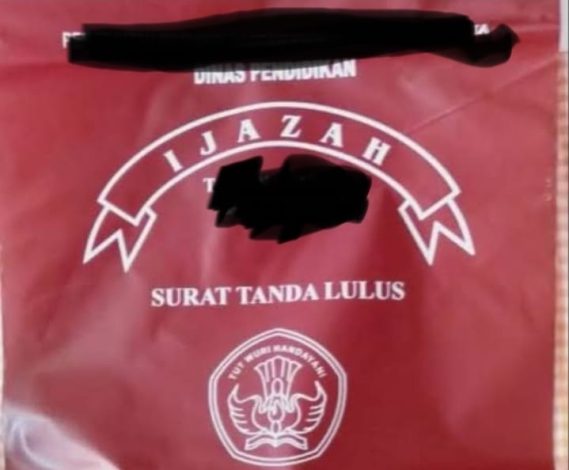 DINAS PENDIDIKAN
IJAZAH
SURAT TANDA LULUS
TUT WURI HANDAYANI